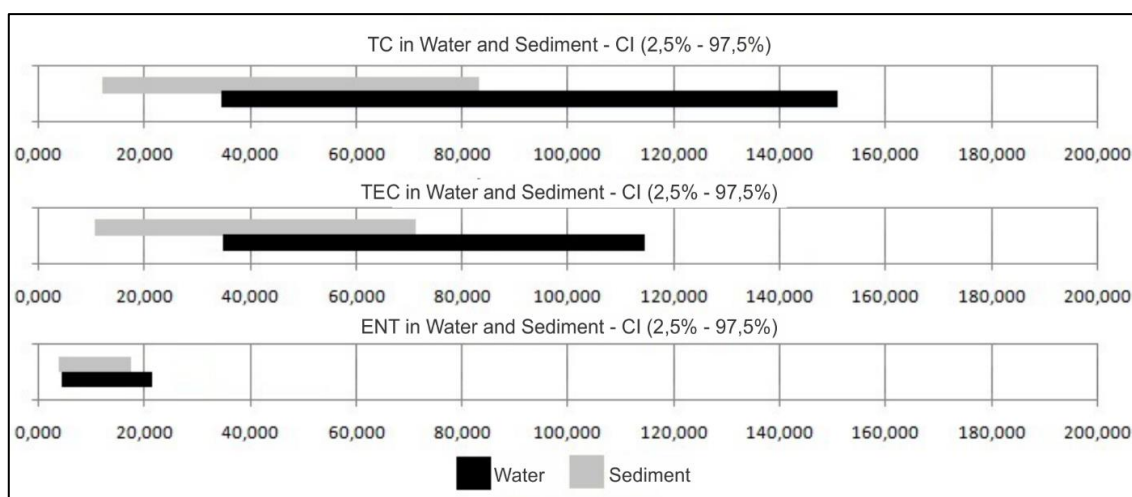 TC in Water and Sediment - CI (2,5% - 97,5%)
0,000 20,000 40,000 60,000 80,000 100,000 120,000 140,000 160,000 180,000 200,000
TEC in Water and Sediment - CI (2,5% - 97,5%)
0,000 20,000 40,000 60,000 80,000 100,000 120,000 140,000 160,000 180,000 200,000
ENT in Water and Sediment - CI (2,5% - 97,5%)
0,000 20,000 40,000 60,000 80,000 100,000 120,000 140,000 160,000 180,000 200,000
Water Sediment